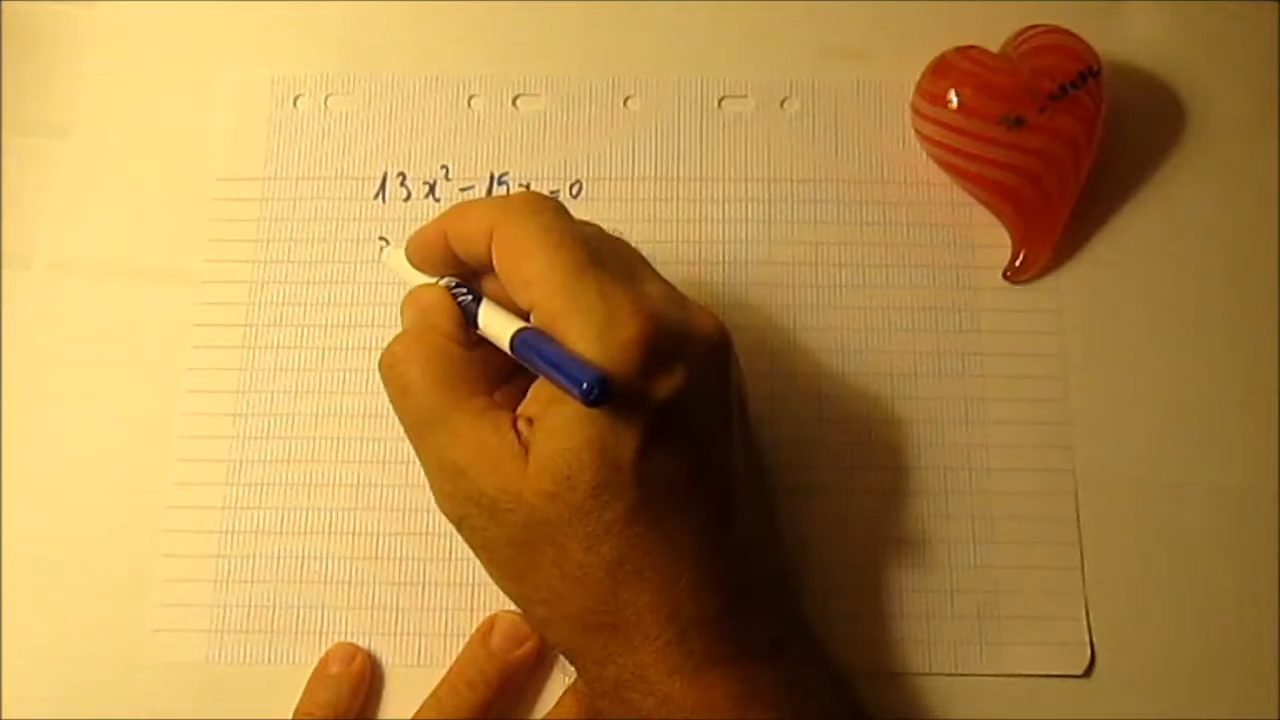 13x² - 15x = 0